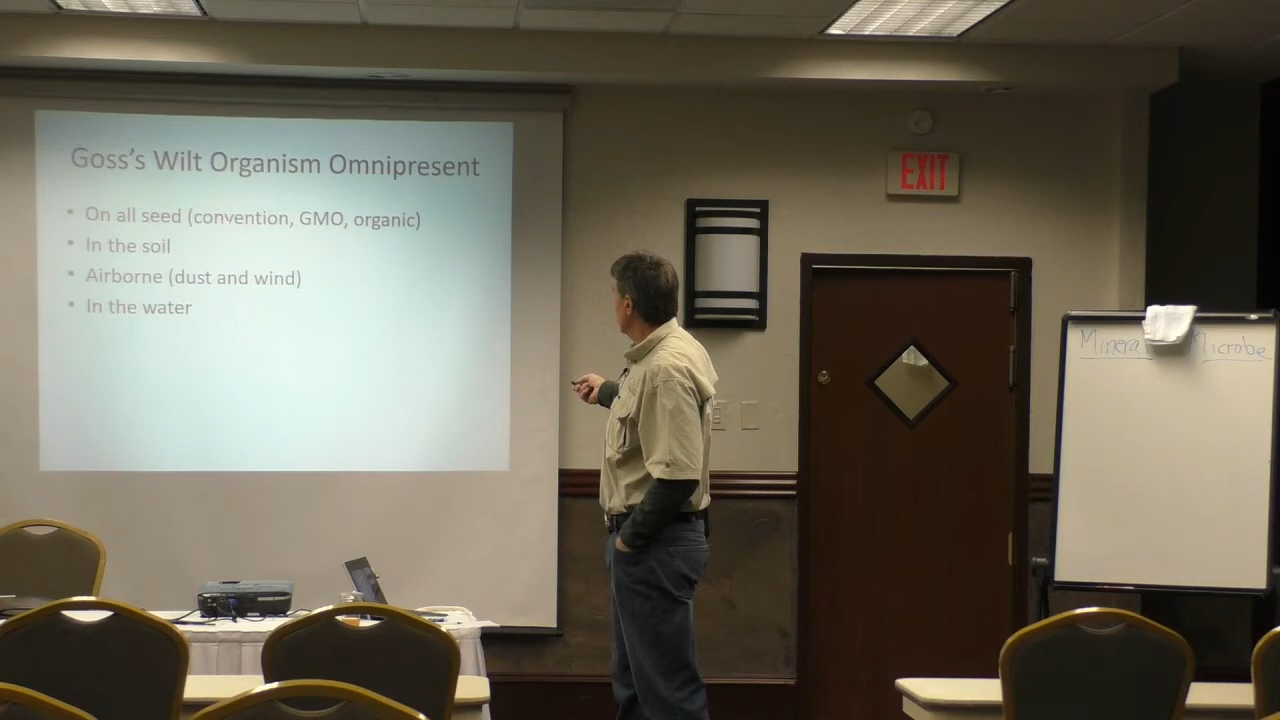 Goss's Wilt Organism Omnipresent
• On all seed (convention, GMO, organic)
• In the soil
• Airborne (dust and wind)
• In the water
EXIT
Minera Microbe